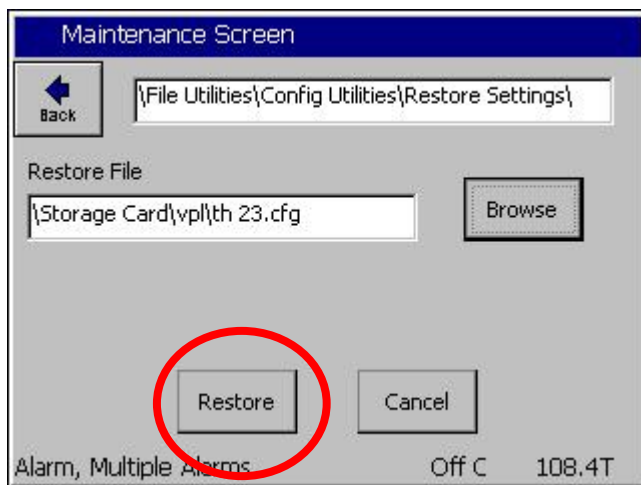 Maintenance Screen
Back
\File Utilities\Config Utilities\Restore Settings\
Restore File
\Storage Card\vpl\th 23.cfg
Browse
Restore
Cancel
Alarm, Multiple Alarms
Off C
108.4T